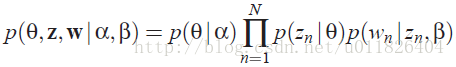 p(θ,z,w|α,β) = p(θ|α) ∏_{n=1}^{N} p(z_n|θ)p(w_n|z_n,β)
http://blog.csdn.net/u011826404